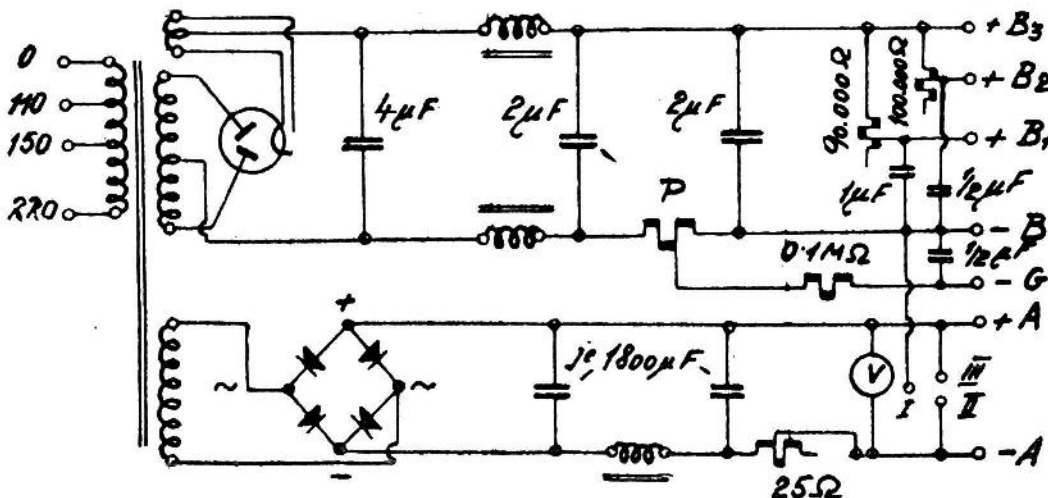 0
110
150
220
4µF
2µF
2µF
90.000Ω
100.000Ω
+ B3
+ B2
+ B1
1µF
1/2µF
- B
P
0.1MΩ
1/2µF
- G
+ A
+
~
~
-
je 1800µF
V
I
III
II
25Ω
- A